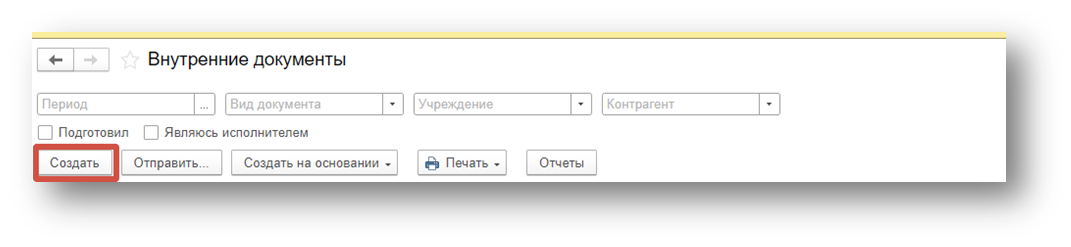 Внутренние документы
Период ... Вид документа Учреждение Контрагент
Подготовил Являюсь исполнителем
Создать Отправить... Создать на основании Печать Отчеты